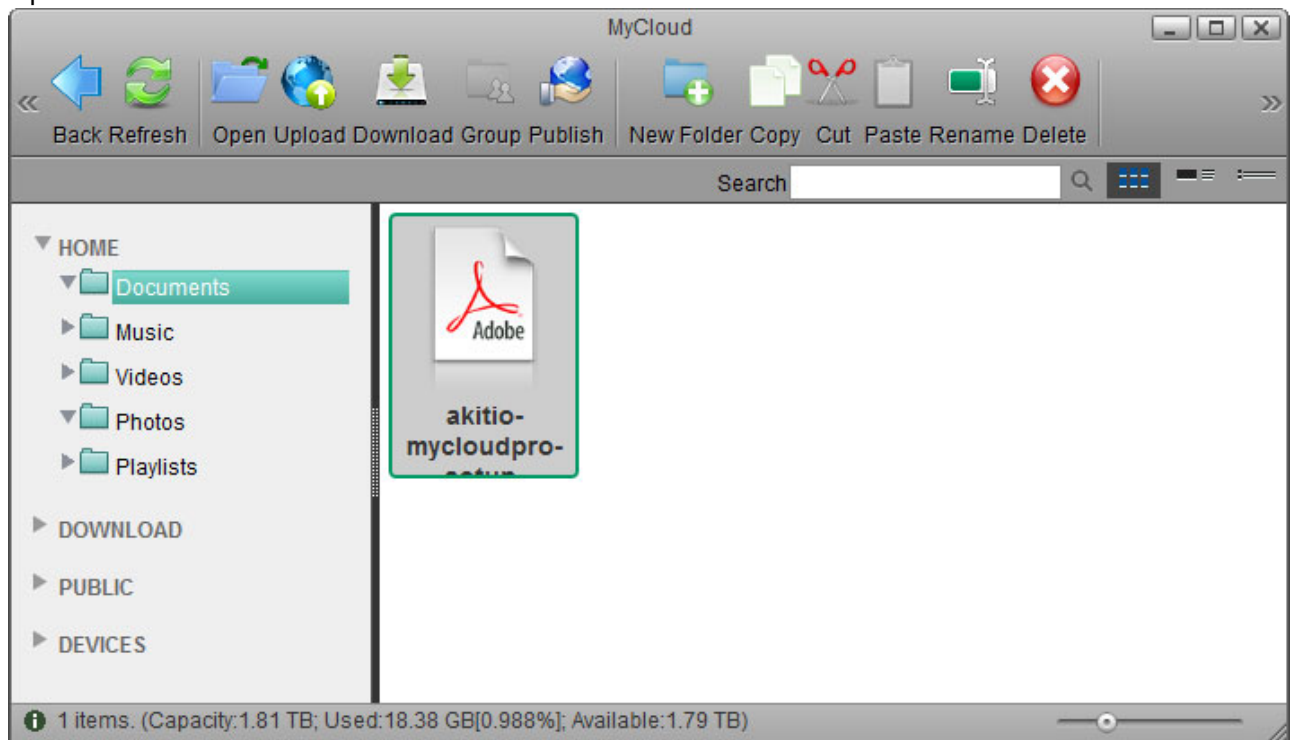 MyCloud
Back Refresh Open Upload Download Group Publish New Folder Copy Cut Paste Rename Delete
Search
HOME
Documents
Music
Videos
Photos
Playlists
DOWNLOAD
PUBLIC
DEVICES
Adobe
akitio-
mycloudpro-
1 items. (Capacity:1.81 TB; Used:18.38 GB[0.988%]; Available:1.79 TB)